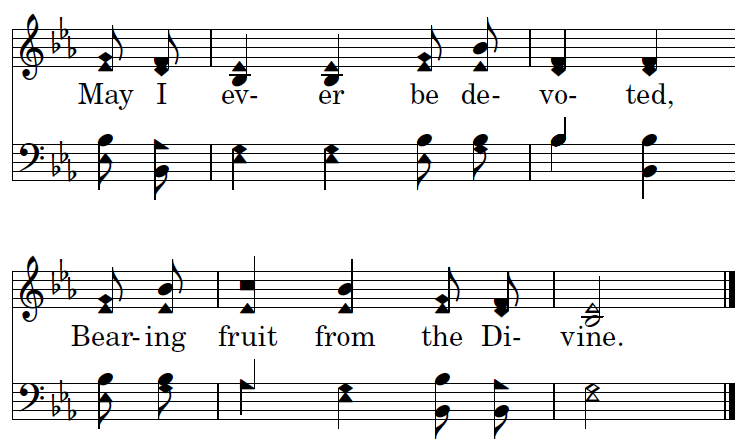 May I ev- er be de- vo- ted,
Bear- ing fruit from the Di- vine.